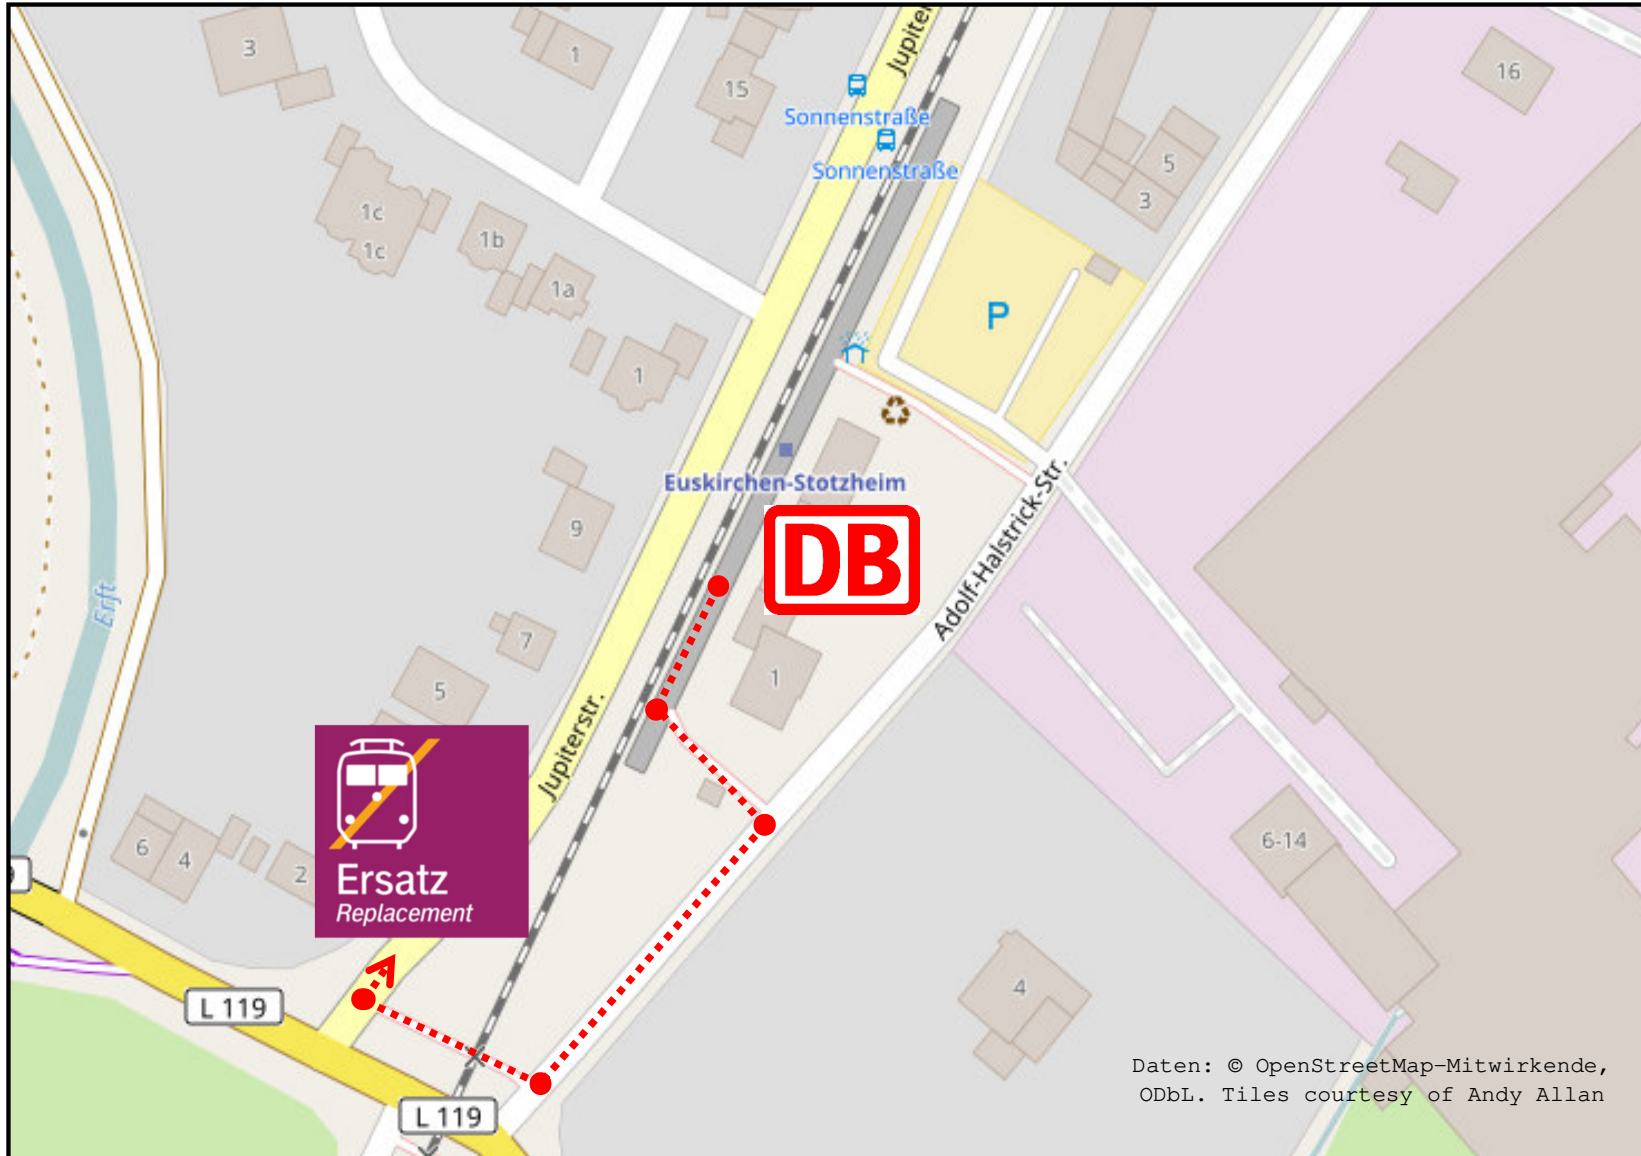 3
1
15
16
Jupiter
Sonnenstraße
Sonnenstraße
5
3
1c
1c
1b
1a
1
P
Euskirchen-Stotzheim
9
DB
Adolf-Halstrick-Str.
Erft
7
5
1
Jupiterstr.
6
4
2
Ersatz
Replacement
6-14
4
L 119
L 119
Daten: © OpenStreetMap-Mitwirkende,
ODbL. Tiles courtesy of Andy Allan